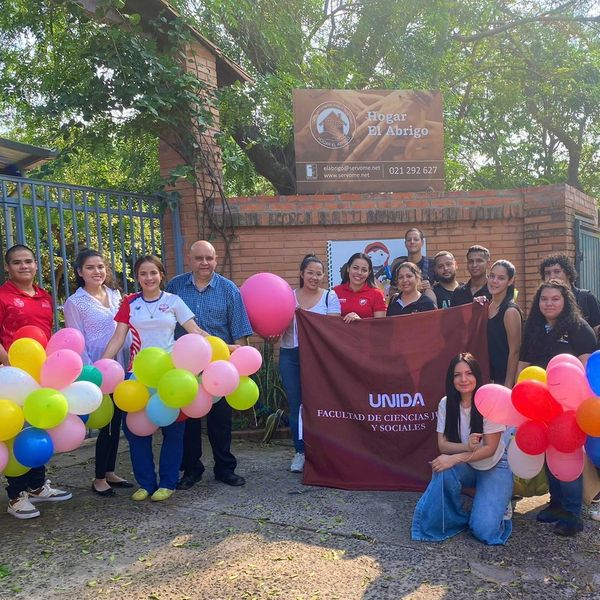 Hogar
El Abrigo
elabrigo@servome.net
www.servome.net
021 292 627
UNIDA
FACULTAD DE CIENCIAS J
Y SOCIALES